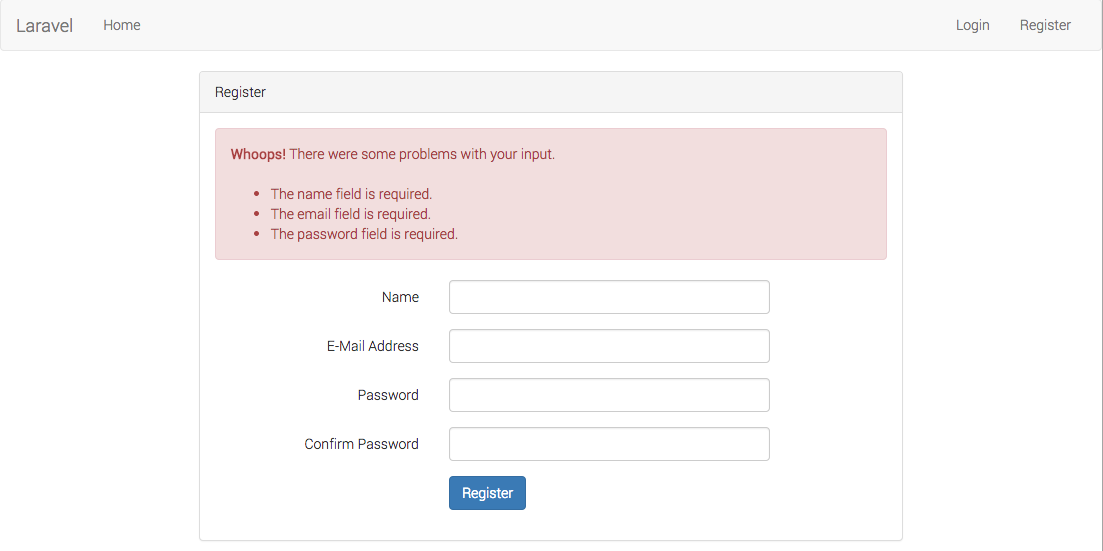 Laravel Home Login Register
Register
Whoops! There were some problems with your input.
The name field is required.
The email field is required.
The password field is required.
Name
E-Mail Address
Password
Confirm Password
Register